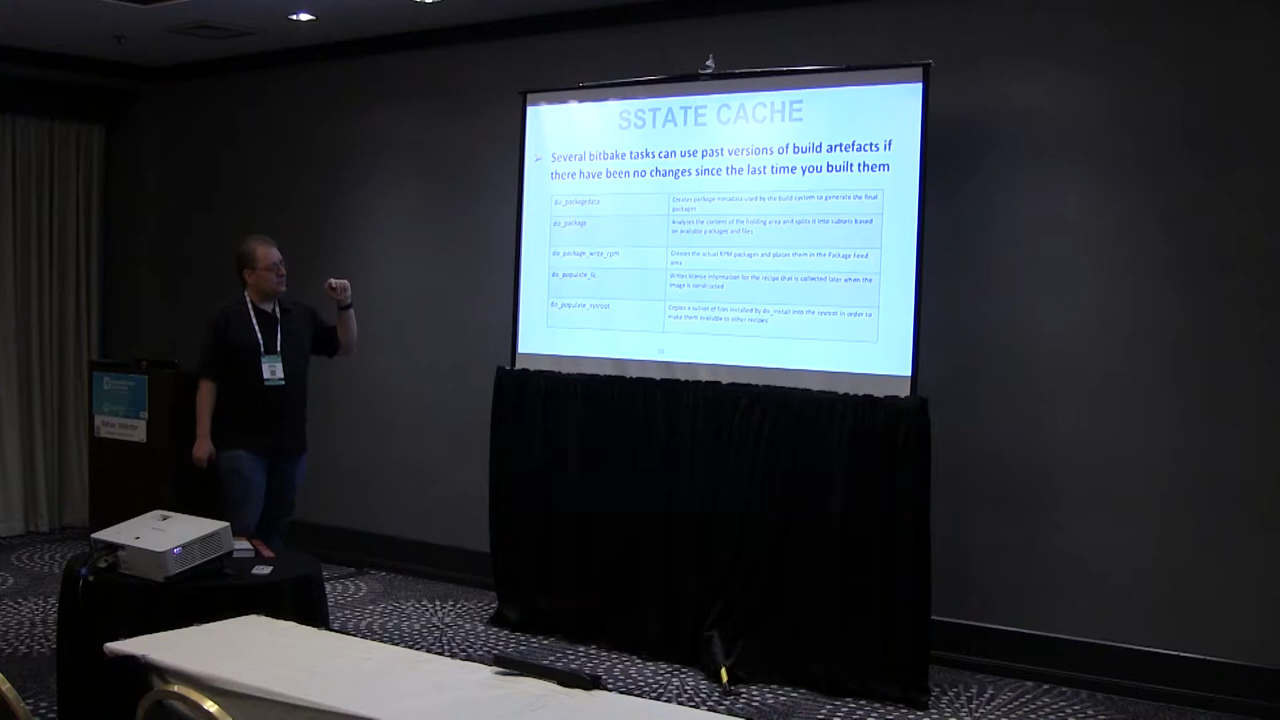 SSTATE CACHE
Several bitbake tasks can use past versions of build artefacts if
there have been no changes since the last time you built them
do_packagedata
Creates package metadata used by the build system to generate the final
packages
do_package
Analyzes the content of the holding area and splits it into subsets based
on available packages and files
do_package_write_rpm
Creates the actual RPM packages and places them in the Package Feed
area
do_populate_lic
Writes license information for the recipe that is collected later when the
image is constructed
do_populate_sysroot
Copies a subset of files installed by do_install into the sysroot in order to
make them available to other recipes
Behan Webster